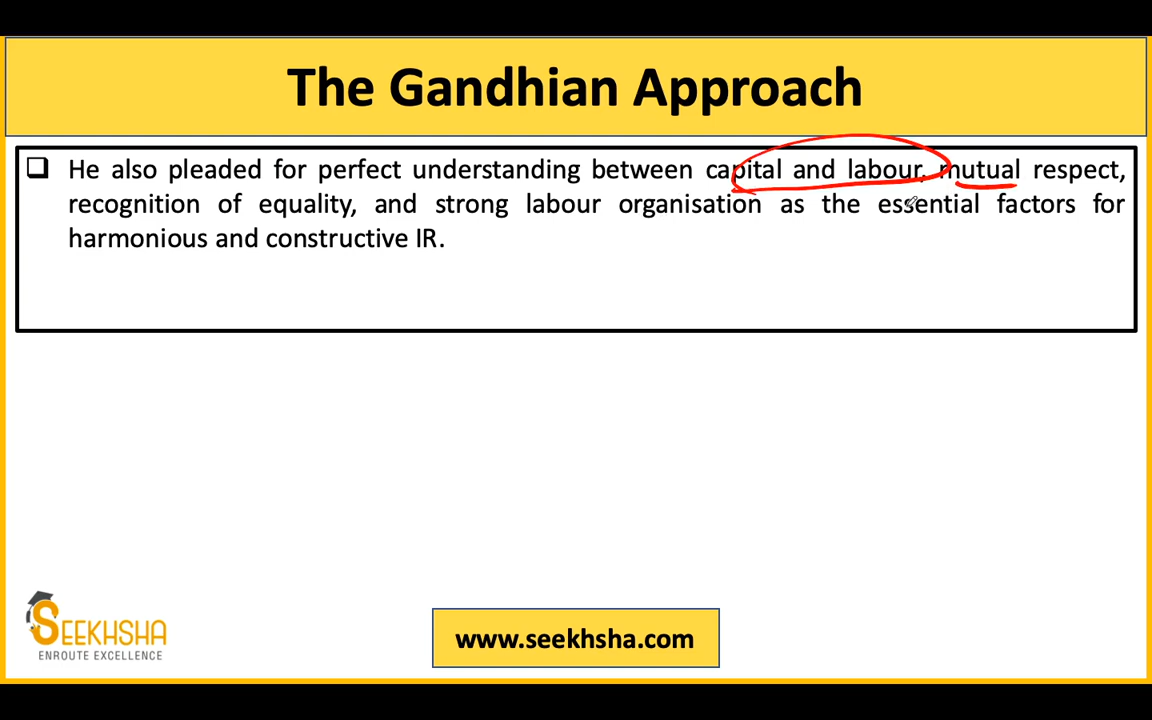 The Gandhian Approach
He also pleaded for perfect understanding between capital and labour, mutual respect,
recognition of equality, and strong labour organisation as the essential factors for
harmonious and constructive IR.
SEEKHSHA
ENROUTE EXCELLENCE
www.seekhsha.com